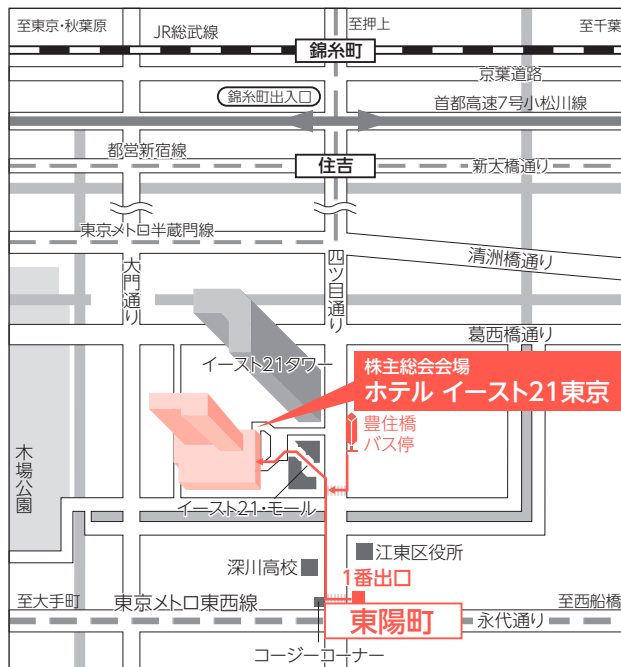 至東京・秋葉原
JR総武線
至押上
至千葉
錦糸町
京葉道路
錦糸町出入口
首都高速7号小松川線
都営新宿線
住吉
新大橋通り
東京メトロ半蔵門線
大門通り
四ツ目通り
清洲橋通り
葛西橋通り
イースト21タワー
株主総会会場
ホテル イースト21東京
豊住橋
バス停
木場公園
イースト21・モール
江東区役所
深川高校
1番出口
至大手町
東京メトロ東西線
東陽町
至西船橋
永代通り
コージーコーナー